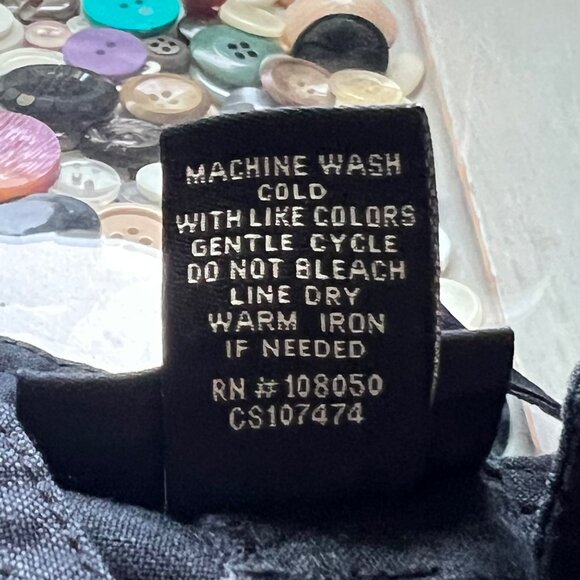 MACHINE WASH
COLD
WITH LIKE COLORS
GENTLE CYCLE
DO NOT BLEACH
LINE DRY
WARM IRON
IF NEEDED
RN # 108050
CS107474